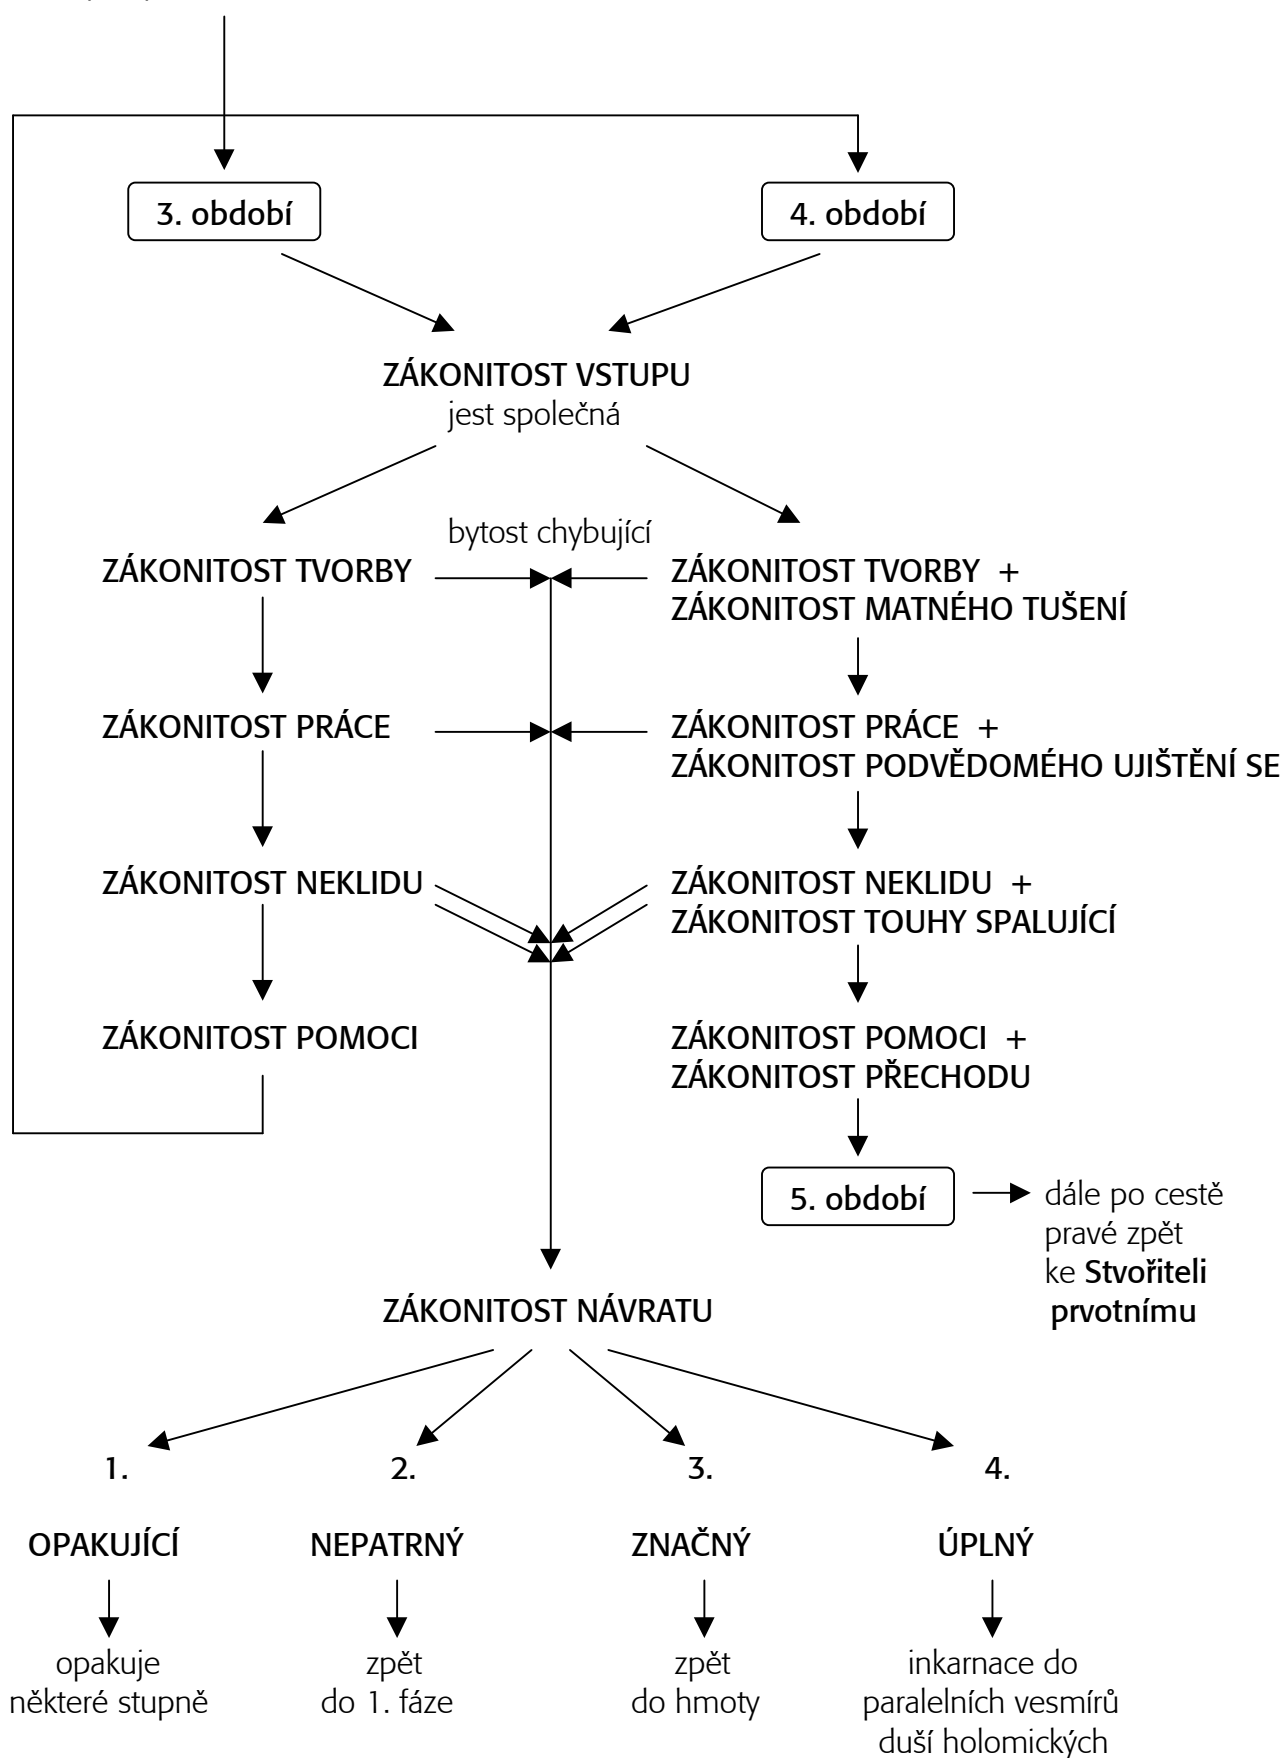 3. období
4. období
ZÁKONITOST VSTUPU
jest společná
bytost chybující
ZÁKONITOST TVORBY
ZÁKONITOST TVORBY +
ZÁKONITOST MATNÉHO TUŠENÍ
ZÁKONITOST PRÁCE
ZÁKONITOST PRÁCE +
ZÁKONITOST PODVĚDOMÉHO UJIŠTĚNÍ SE
ZÁKONITOST NEKLIDU
ZÁKONITOST NEKLIDU +
ZÁKONITOST TOUHY SPALUJÍCÍ
ZÁKONITOST POMOCI
ZÁKONITOST POMOCI +
ZÁKONITOST PŘECHODU
5. období
dále po cestě
pravé zpět
ke Stvořiteli
prvotnímu
ZÁKONITOST NÁVRATU
1.
2.
3.
4.
OPAKUJÍCÍ
NEPATRNÝ
ZNAČNÝ
ÚPLNÝ
opakuje
některé stupně
zpět
do 1. fáze
zpět
do hmoty
inkarnace do
paralelních vesmírů
duší holomických